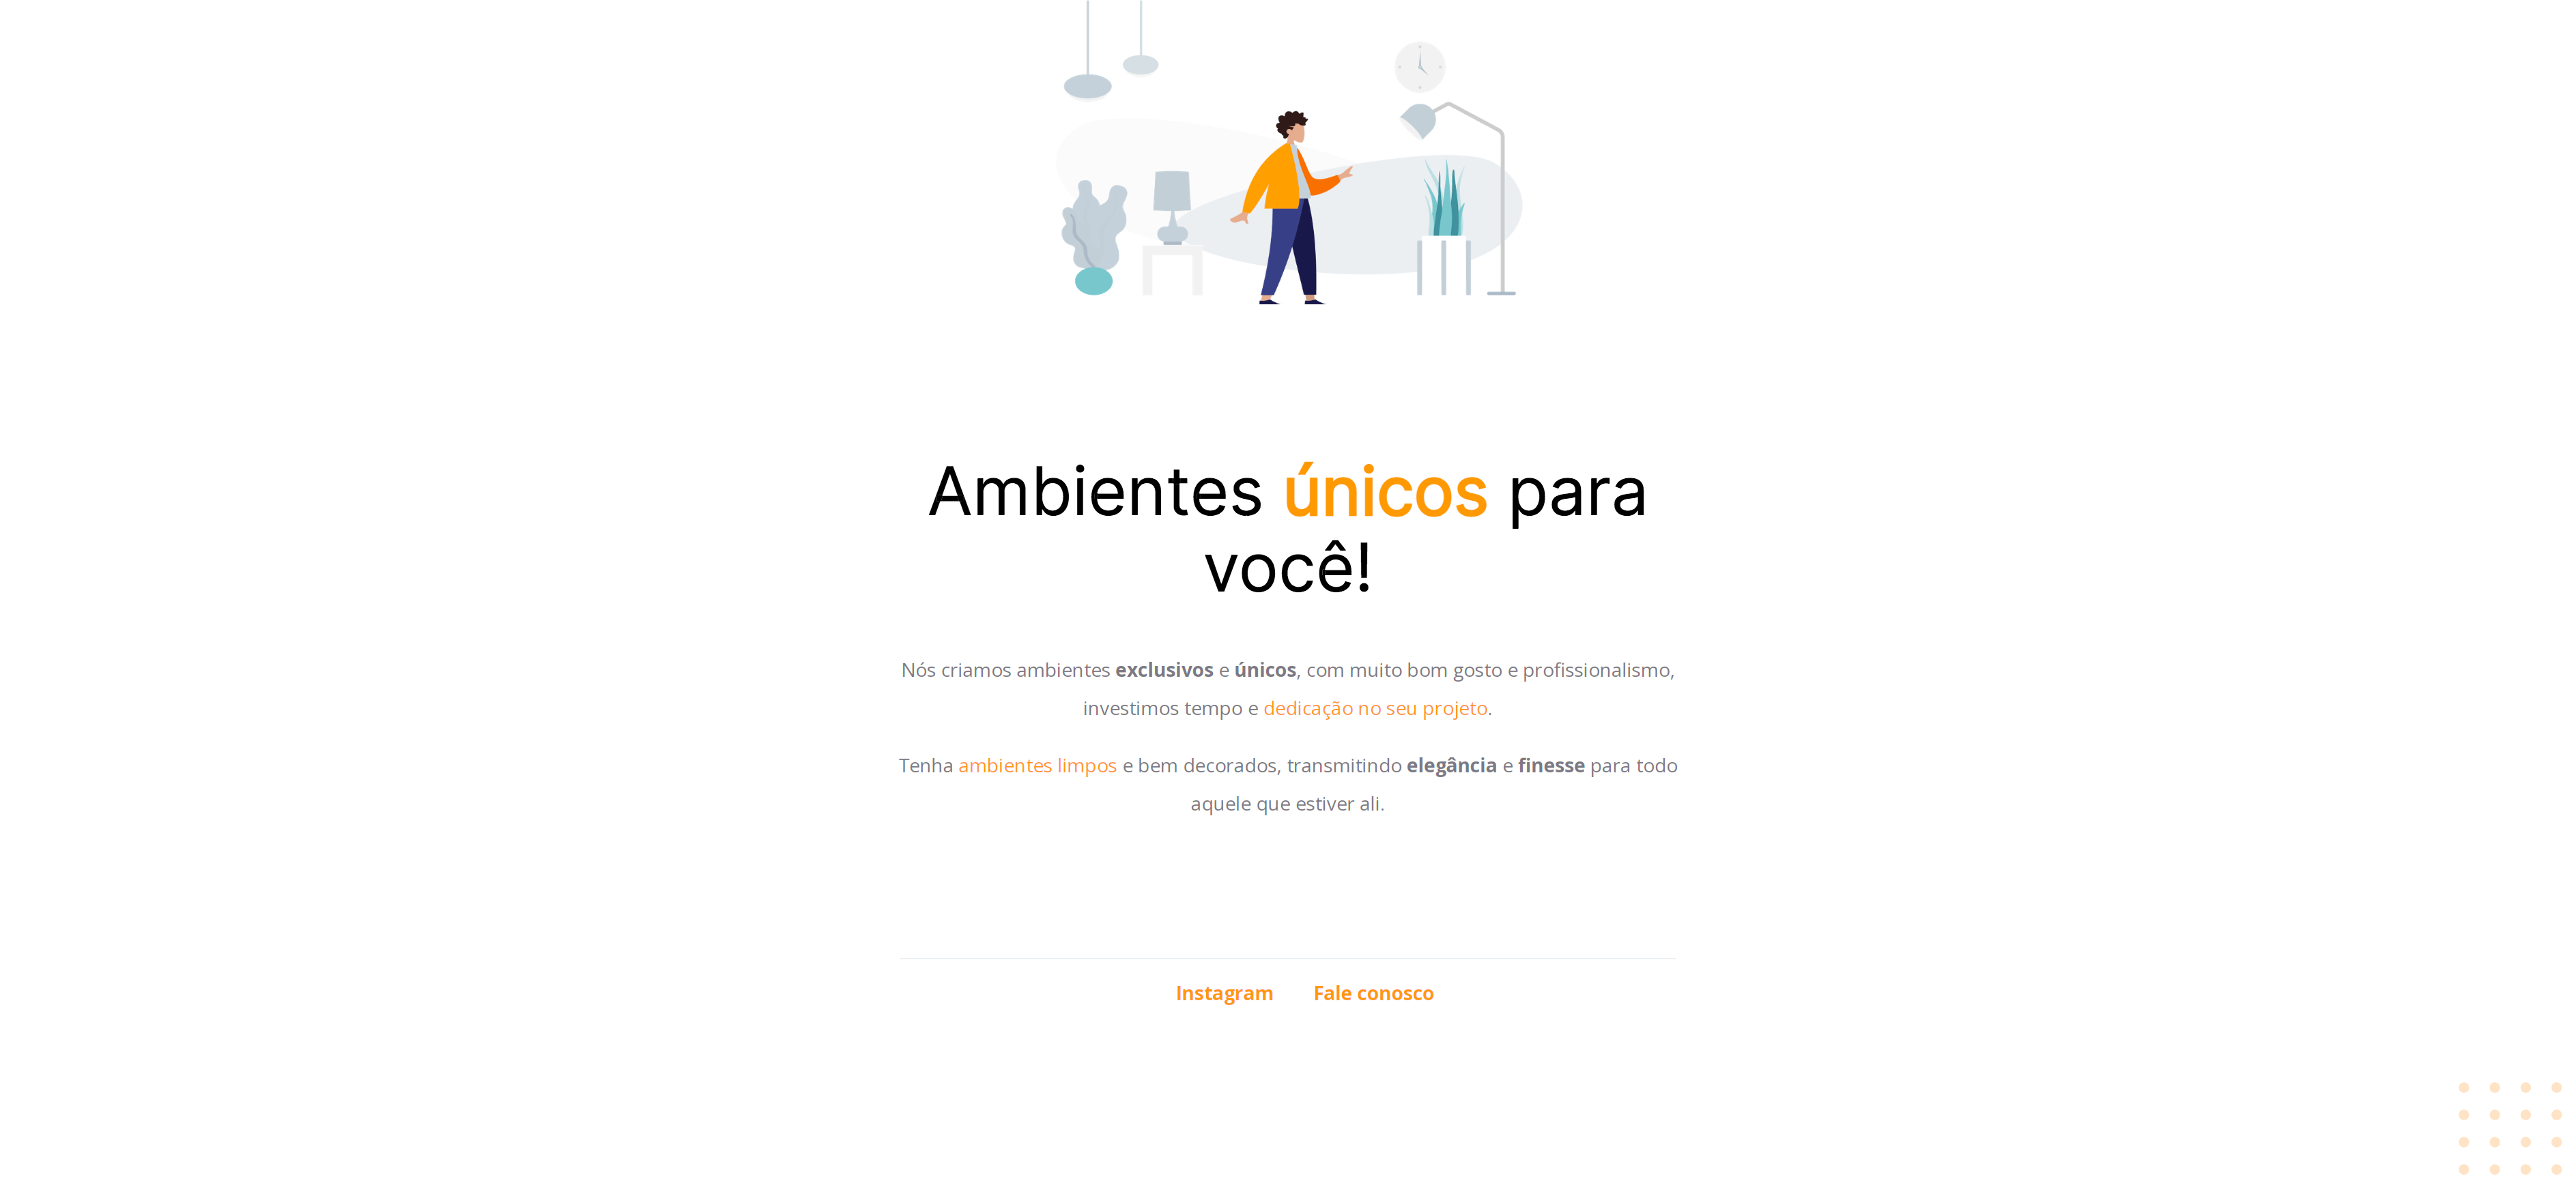 Ambientes únicos para
você!
Nós criamos ambientes exclusivos e únicos, com muito bom gosto e profissionalismo,
investimos tempo e dedicação no seu projeto.
Tenha ambientes limpos e bem decorados, transmitindo elegância e finesse para todo
aquele que estiver ali.
Instagram Fale conosco